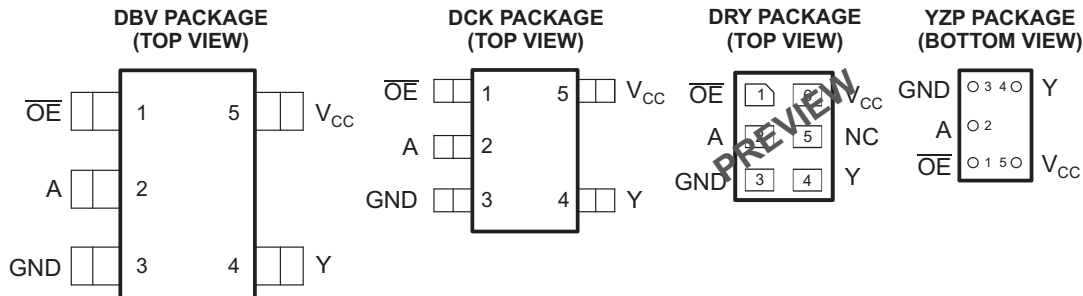 DBV PACKAGE
(TOP VIEW)
OE
1
5
VCC
A
2
GND
3
4
Y
DCK PACKAGE
(TOP VIEW)
OE
1
5
VCC
A
2
GND
3
4
Y
DRY PACKAGE
(TOP VIEW)
OE
1
6
VCC
A
2
5
NC
GND
3
4
Y
PREVIEW
YZP PACKAGE
(BOTTOM VIEW)
GND
3 4
Y
A
2
OE
1 5
VCC